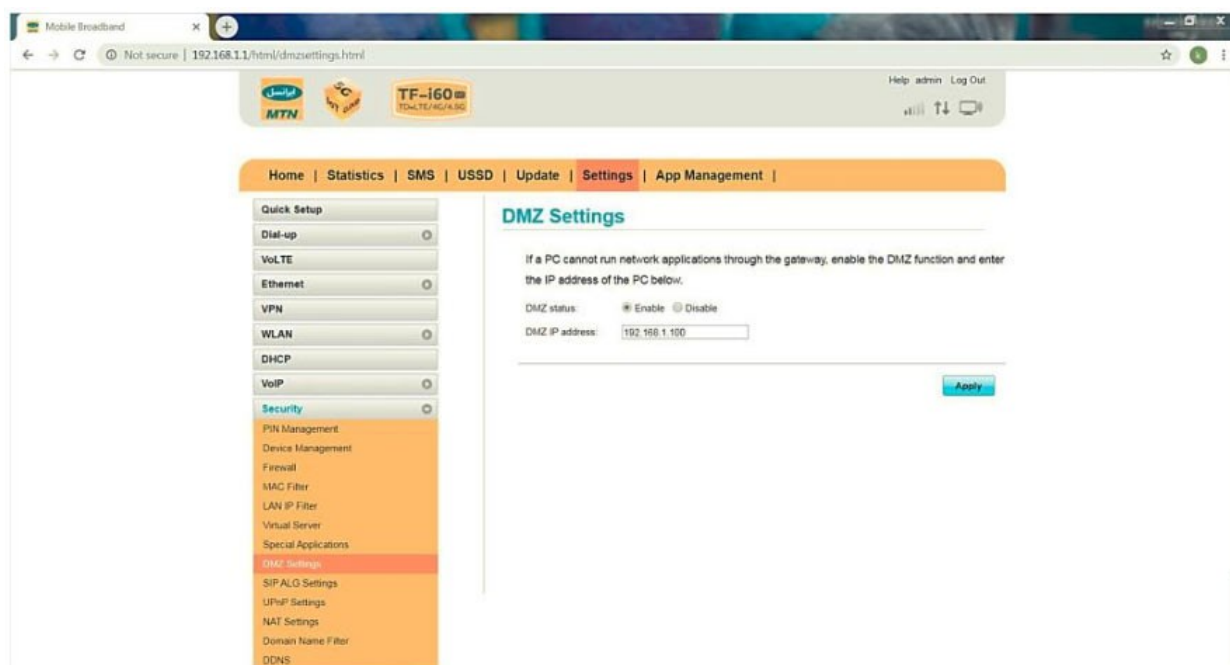 Mobile Broadband
Not secure | 192.168.1.1/html/dmzsettings.html
Help admin Log Out
ایرانسل
MTN
TF-i60
TD-LTE/4G/4.5G
Home | Statistics | SMS | USSD | Update | Settings | App Management |
Quick Setup
Dial-up
VoLTE
Ethernet
VPN
WLAN
DHCP
VoIP
Security
PIN Management
Device Management
Firewall
MAC Filter
LAN IP Filter
Virtual Server
Special Applications
DMZ Settings
SIP ALG Settings
UPnP Settings
NAT Settings
Domain Name Filter
DDNS
DMZ Settings
If a PC cannot run network applications through the gateway, enable the DMZ function and enter
the IP address of the PC below.
DMZ status: Enable Disable
DMZ IP address: 192.168.1.100
Apply